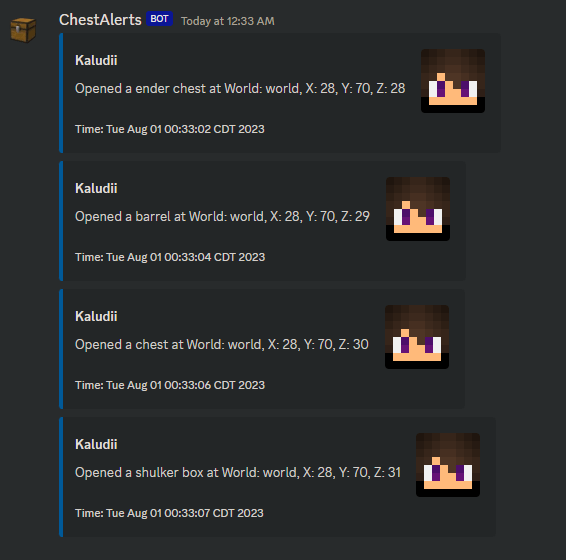 ChestAlerts BOT Today at 12:33 AM
Kaludii
Opened a ender chest at World: world, X: 28, Y: 70, Z: 28
Time: Tue Aug 01 00:33:02 CDT 2023
Kaludii
Opened a barrel at World: world, X: 28, Y: 70, Z: 29
Time: Tue Aug 01 00:33:04 CDT 2023
Kaludii
Opened a chest at World: world, X: 28, Y: 70, Z: 30
Time: Tue Aug 01 00:33:06 CDT 2023
Kaludii
Opened a shulker box at World: world, X: 28, Y: 70, Z: 31
Time: Tue Aug 01 00:33:07 CDT 2023